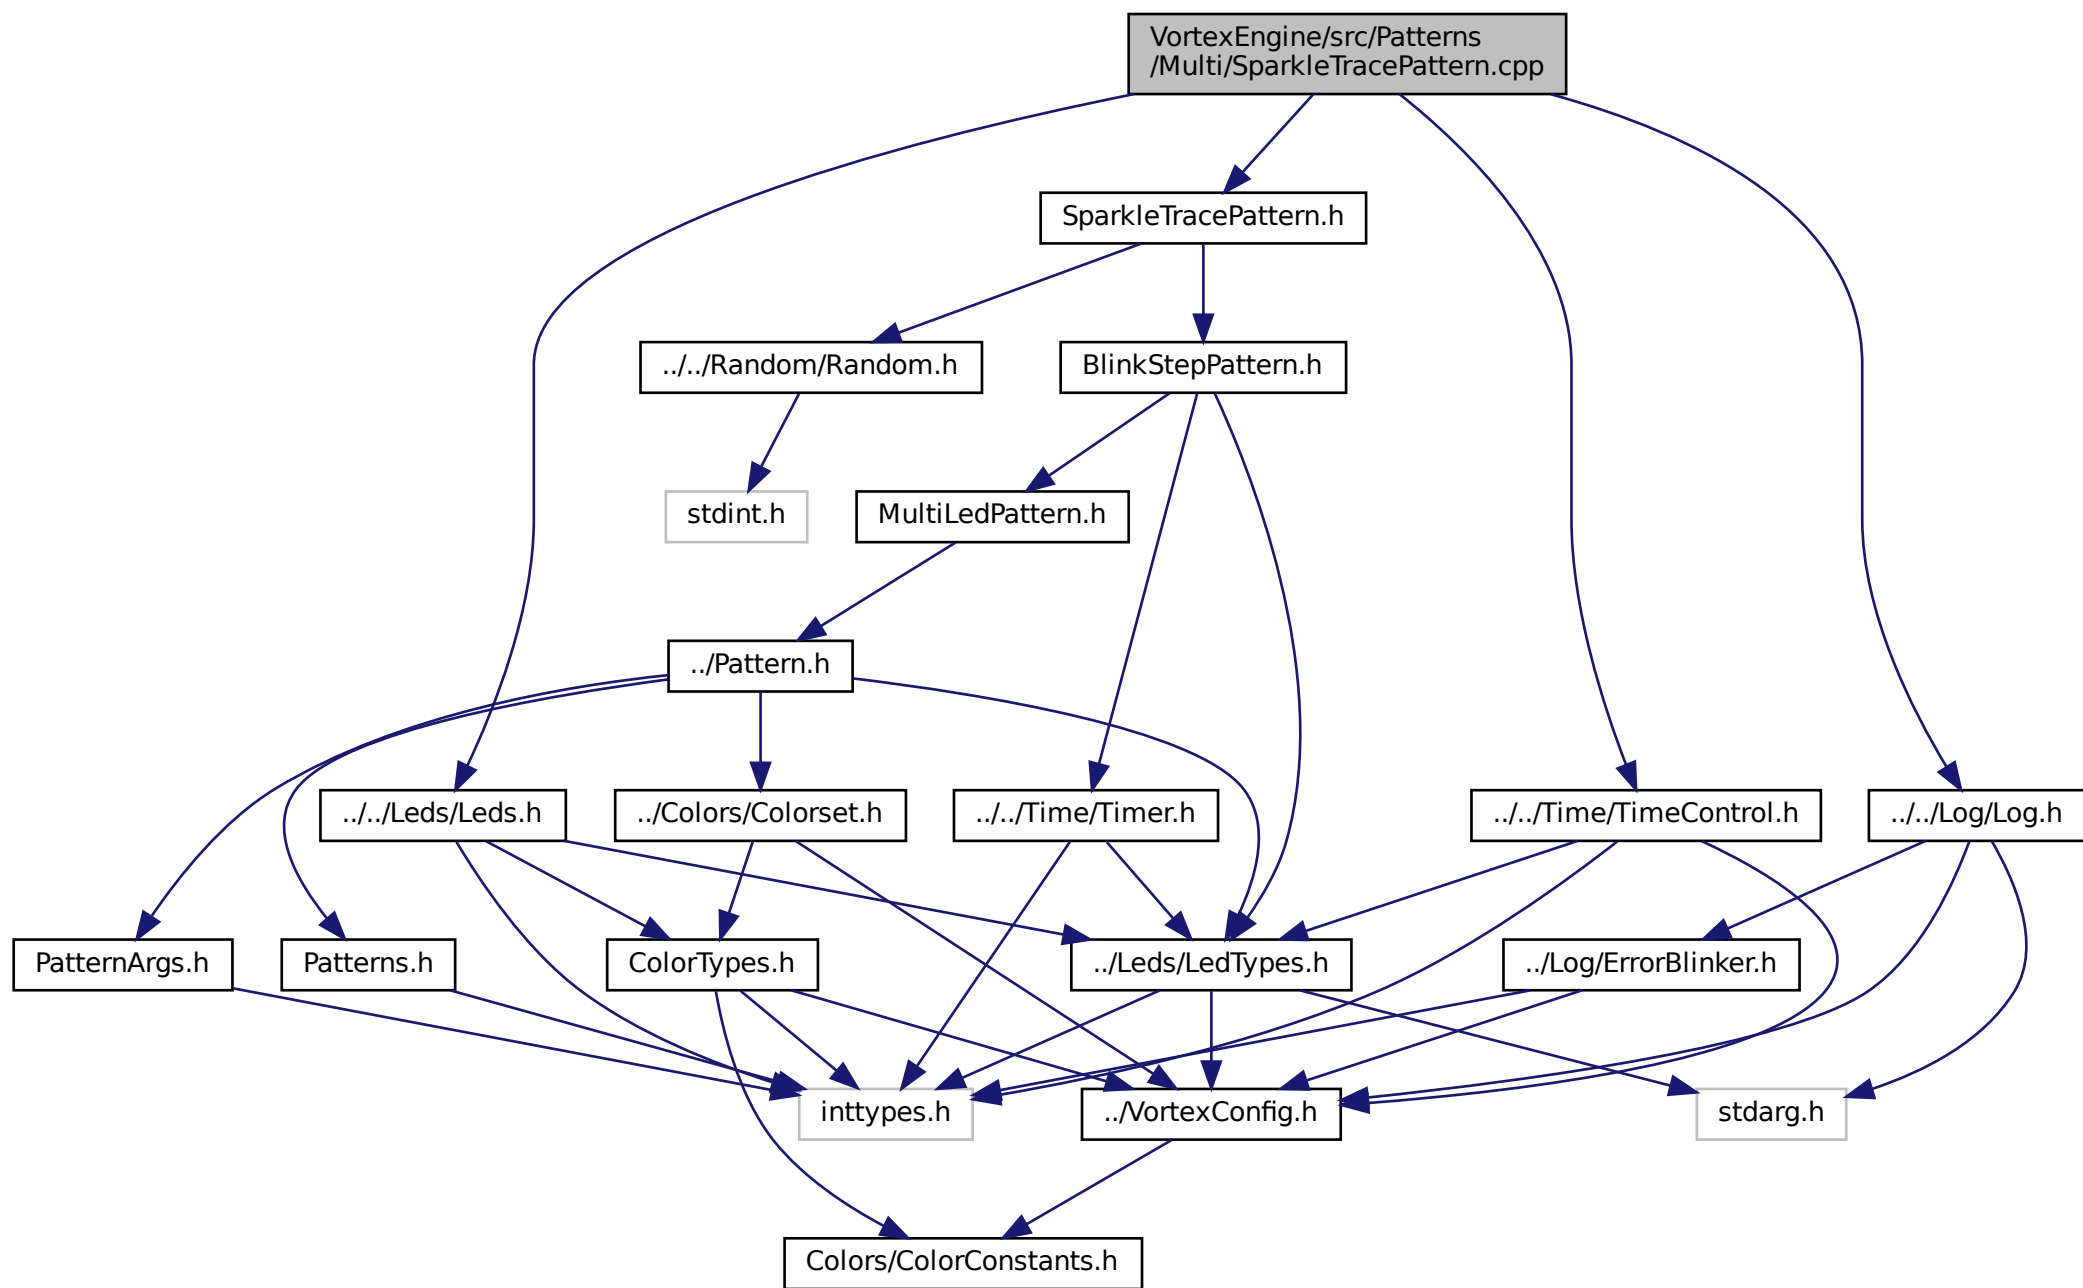 VortexEngine/src/Patterns
/Multi/SparkleTracePattern.cpp
SparkleTracePattern.h
../../Random/Random.h
BlinkStepPattern.h
stdint.h
MultiLedPattern.h
../Pattern.h
../../Leds/Leds.h
../Colors/Colorset.h
../../Time/Timer.h
../../Time/TimeControl.h
../../Log/Log.h
PatternArgs.h
Patterns.h
ColorTypes.h
../Leds/LedTypes.h
../Log/ErrorBlinker.h
inttypes.h
../VortexConfig.h
stdarg.h
Colors/ColorConstants.h